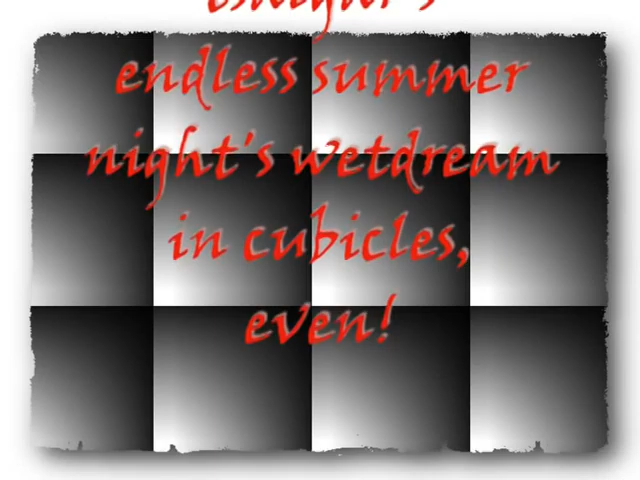 endless summer
night's wetdream
in cubicles,
even!